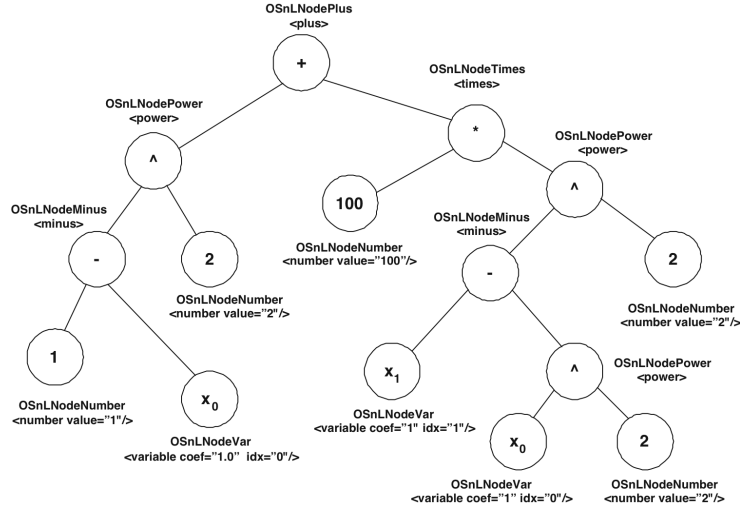 OSnLNodePlus
<plus>
+
OSnLNodeTimes
<times>
*
OSnLNodePower
<power>
^
OSnLNodePower
<power>
^
100
OSnLNodeNumber
<number value="100"/>
OSnLNodeMinus
<minus>
-
2
OSnLNodeNumber
<number value="2"/>
OSnLNodeMinus
<minus>
-
2
OSnLNodeNumber
<number value="2"/>
1
OSnLNodeNumber
<number value="1"/>
x0
OSnLNodeVar
<variable coef="1.0" idx="0"/>
x1
OSnLNodeVar
<variable coef="1" idx="1"/>
^
OSnLNodePower
<power>
x0
OSnLNodeVar
<variable coef="1" idx="0"/>
2
OSnLNodeNumber
<number value="2"/>